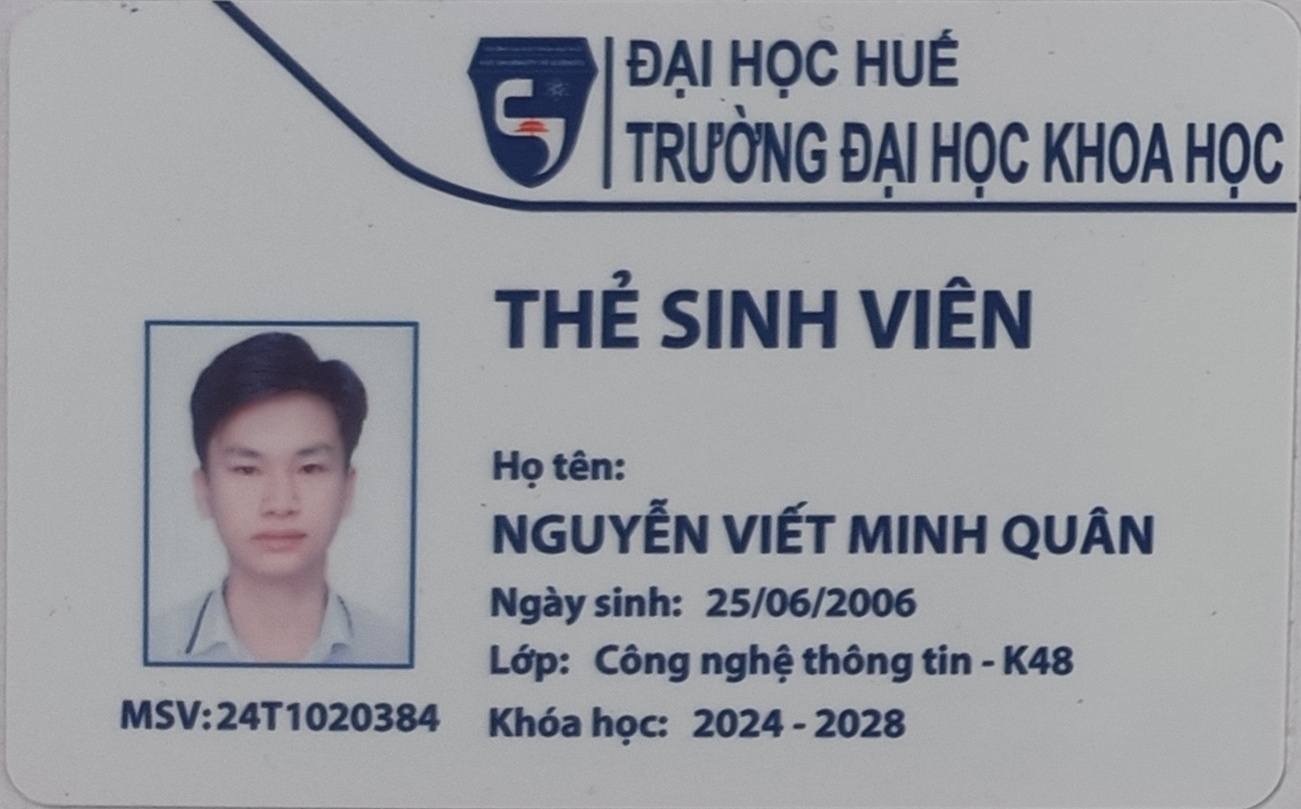 ĐẠI HỌC HUẾ
TRƯỜNG ĐẠI HỌC KHOA HỌC
THẺ SINH VIÊN
Họ tên:
NGUYỄN VIẾT MINH QUÂN
Ngày sinh: 25/06/2006
Lớp: Công nghệ thông tin - K48
Khóa học: 2024 - 2028
MSV:24T1020384